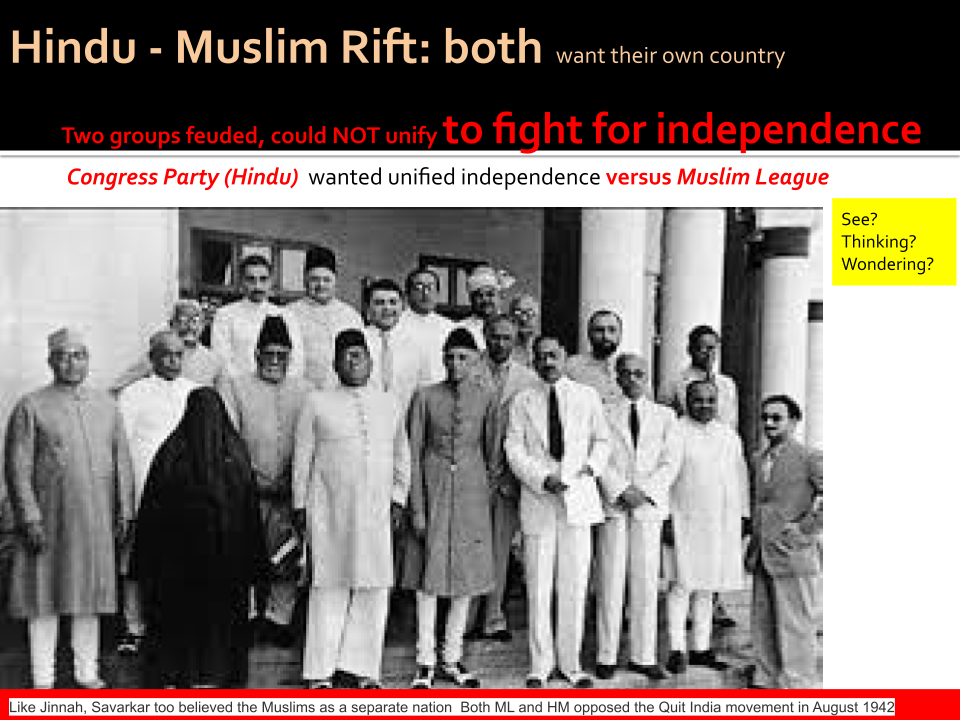 Hindu - Muslim Rift: both want their own country
Two groups feuded, could NOT unify to fight for independence
Congress Party (Hindu) wanted unified independence versus Muslim League
See?
Thinking?
Wondering?
Like Jinnah, Savarkar too believed the Muslims as a separate nation Both ML and HM opposed the Quit India movement in August 1942